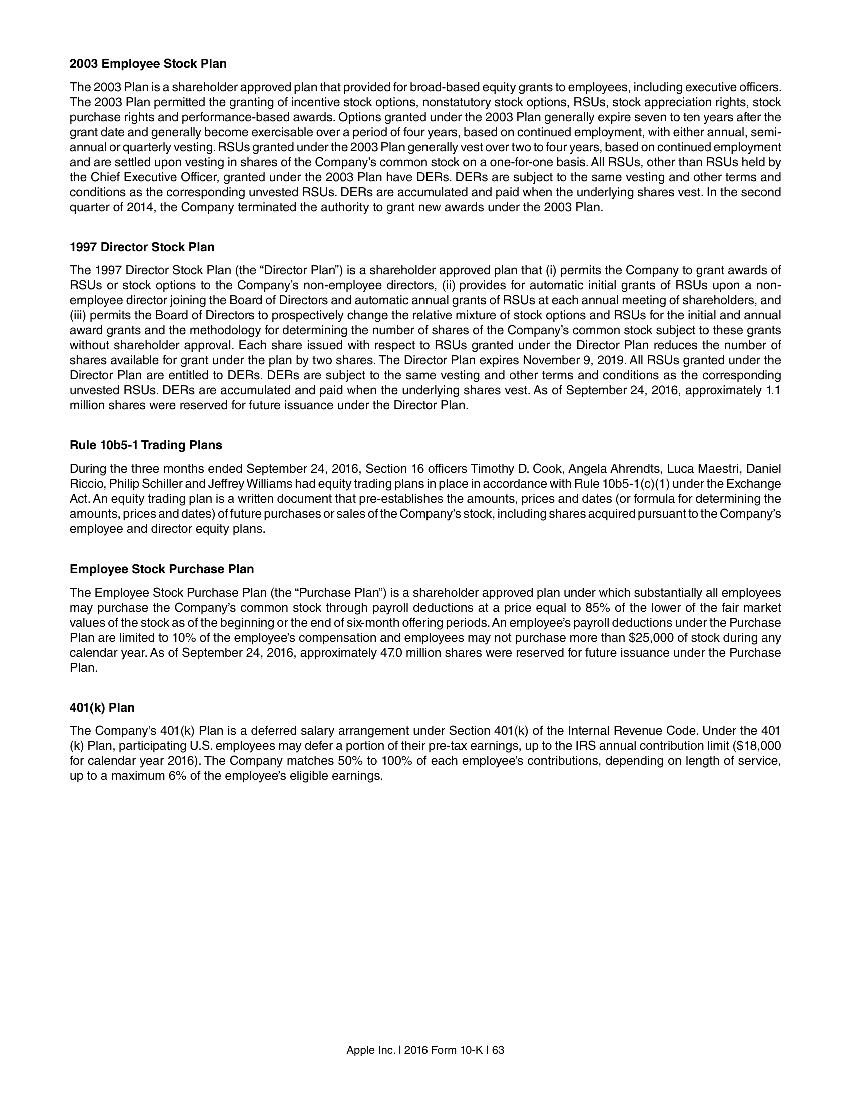 2003 Employee Stock Plan
The 2003 Plan is a shareholder approved plan that provided for broad-based equity grants to employees, including executive officers.
The 2003 Plan permitted the granting of incentive stock options, nonstatutory stock options, RSUs, stock appreciation rights, stock
purchase rights and performance-based awards. Options granted under the 2003 Plan generally expire seven to ten years after the
grant date and generally become exercisable over a period of four years, based on continued employment, with either annual, semi-
annual or quarterly vesting. RSUs granted under the 2003 Plan generally vest over two to four years, based on continued employment
and are settled upon vesting in shares of the Company's common stock on a one-for-one basis. All RSUs, other than RSUs held by
the Chief Executive Officer, granted under the 2003 Plan have DERs. DERs are subject to the same vesting and other terms and
conditions as the corresponding unvested RSUs. DERs are accumulated and paid when the underlying shares vest. In the second
quarter of 2014, the Company terminated the authority to grant new awards under the 2003 Plan.
1997 Director Stock Plan
The 1997 Director Stock Plan (the “Director Plan”) is a shareholder approved plan that (i) permits the Company to grant awards of
RSUs or stock options to the Company's non-employee directors, (ii) provides for automatic initial grants of RSUs upon a non-
employee director joining the Board of Directors and automatic annual grants of RSUs at each annual meeting of shareholders, and
(iii) permits the Board of Directors to prospectively change the relative mixture of stock options and RSUs for the initial and annual
award grants and the methodology for determining the number of shares of the Company's common stock subject to these grants
without shareholder approval. Each share issued with respect to RSUs granted under the Director Plan reduces the number of
shares available for grant under the plan by two shares. The Director Plan expires November 9, 2019. All RSUs granted under the
Director Plan are entitled to DERs. DERs are subject to the same vesting and other terms and conditions as the corresponding
unvested RSUs. DERs are accumulated and paid when the underlying shares vest. As of September 24, 2016, approximately 1.1
million shares were reserved for future issuance under the Director Plan.
Rule 10b5-1 Trading Plans
During the three months ended September 24, 2016, Section 16 officers Timothy D. Cook, Angela Ahrendts, Luca Maestri, Daniel
Riccio, Philip Schiller and Jeffrey Williams had equity trading plans in place in accordance with Rule 10b5-1(c)(1) under the Exchange
Act. An equity trading plan is a written document that pre-establishes the amounts, prices and dates (or formula for determining the
amounts, prices and dates) of future purchases or sales of the Company's stock, including shares acquired pursuant to the Company's
employee and director equity plans.
Employee Stock Purchase Plan
The Employee Stock Purchase Plan (the “Purchase Plan”) is a shareholder approved plan under which substantially all employees
may purchase the Company's common stock through payroll deductions at a price equal to 85% of the lower of the fair market
values of the stock as of the beginning or the end of six-month offering periods. An employee's payroll deductions under the Purchase
Plan are limited to 10% of the employee's compensation and employees may not purchase more than $25,000 of stock during any
calendar year. As of September 24, 2016, approximately 47.0 million shares were reserved for future issuance under the Purchase
Plan.
401(k) Plan
The Company's 401(k) Plan is a deferred salary arrangement under Section 401(k) of the Internal Revenue Code. Under the 401
(k) Plan, participating U.S. employees may defer a portion of their pre-tax earnings, up to the IRS annual contribution limit ($18,000
for calendar year 2016). The Company matches 50% to 100% of each employee's contributions, depending on length of service,
up to a maximum 6% of the employee's eligible earnings.
Apple Inc. | 2016 Form 10-K | 63